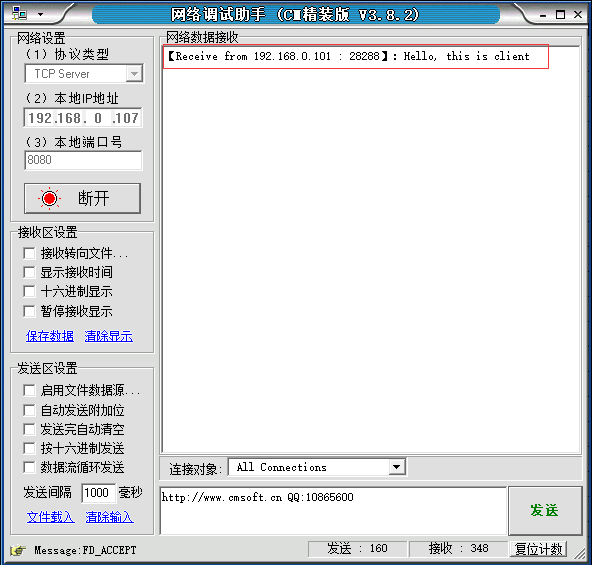 网络调试助手 (C■精装版 V3.8.2)
网络设置
(1) 协议类型
TCP Server
(2) 本地IP地址
192.168. 0 .107
(3) 本地端口号
8080
断开
接收区设置
接收转向文件...
显示接收时间
十六进制显示
暂停接收显示
保存数据 清除显示
发送区设置
启用文件数据源...
自动发送附加位
发送完自动清空
按十六进制发送
数据流循环发送
发送间隔 1000 毫秒
文件载入 清除输入
网络数据接收
【Receive from 192.168.0.101 : 28288】: Hello, this is client
连接对象: All Connections
http://www.cmsoft.cn QQ:10865600
发送
Message:FD_ACCEPT
发送 : 160
接收 : 348
复位计数